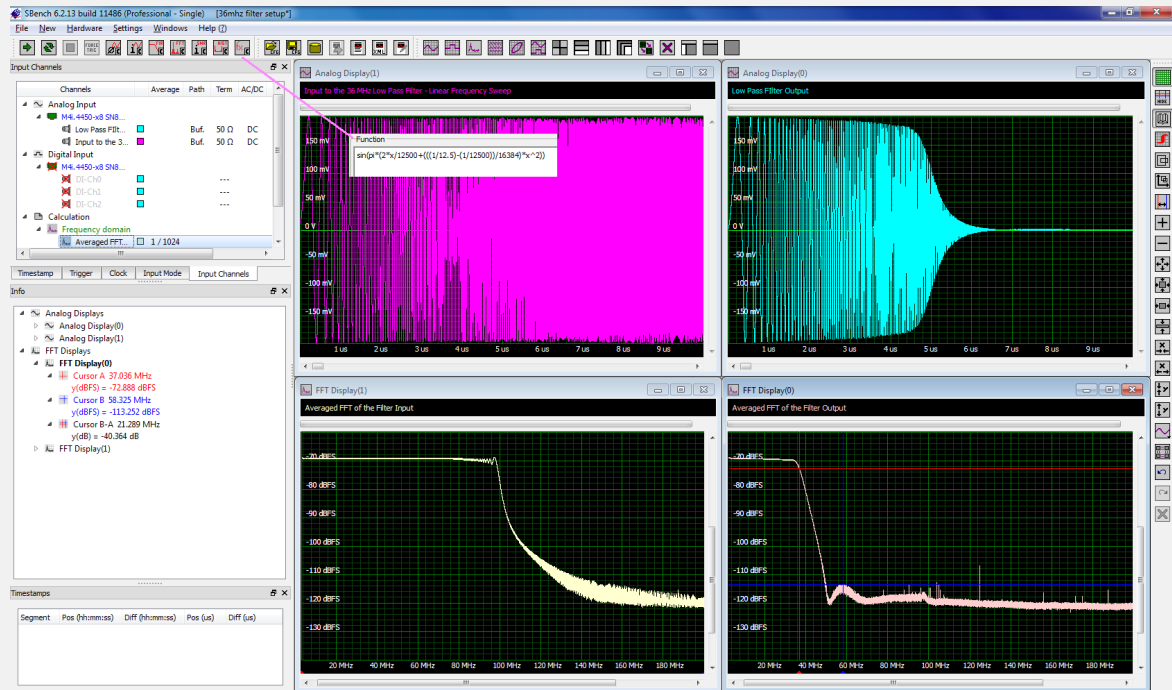 SBench 6.2.13 build 11486 (Professional - Single) [36mhz filter setup*]
File New Hardware Settings Windows Help (?)
Input Channels
Channels Average Path Term AC/DC
Analog Input
M4i.4450-x8 SN8...
Low Pass FIlt... Buf. 50 Ω DC
Input to the 3... Buf. 50 Ω DC
Digital Input
M4i.4450-x8 SN8...
DI-Ch0 ---
DI-Ch1 ---
DI-Ch2 ---
Calculation
Frequency domain
Averaged FFT... 1 / 1024
Timestamp Trigger Clock Input Mode Input Channels
Info
Analog Displays
Analog Display(0)
Analog Display(1)
FFT Displays
FFT Display(0)
Cursor A 37.036 MHz
y(dBFS) = -72.888 dBFS
Cursor B 58.325 MHz
y(dBFS) = -113.252 dBFS
Cursor B-A 21.289 MHz
y(dB) = -40.364 dB
FFT Display(1)
Timestamps
Segment Pos (hh:mm:ss) Diff (hh:mm:ss) Pos (us) Diff (us)
Analog Display(1)
Input to the 36 MHz Low Pass Filter - Linear Frequency Sweep
Function
sin(pi*(2*x/12500+(((1/12.5)-(1/12500))/16384)*x^2))
150 mV
100 mV
50 mV
0 V
-50 mV
-100 mV
-150 mV
1 us 2 us 3 us 4 us 5 us 6 us 7 us 8 us 9 us
Analog Display(0)
Low Pass FIlter Output
150 mV
100 mV
50 mV
0 V
-50 mV
-100 mV
-150 mV
1 us 2 us 3 us 4 us 5 us 6 us 7 us 8 us 9 us
FFT Display(1)
Averaged FFT of the Filter Input
-70 dBFS
-80 dBFS
-90 dBFS
-100 dBFS
-110 dBFS
-120 dBFS
-130 dBFS
20 MHz 40 MHz 60 MHz 80 MHz 100 MHz 120 MHz 140 MHz 160 MHz 180 MHz
FFT Display(0)
Averaged FFT of the Filter Output
-70 dBFS
-80 dBFS
-90 dBFS
-100 dBFS
-110 dBFS
-120 dBFS
-130 dBFS
20 MHz 40 MHz 60 MHz 80 MHz 100 MHz 120 MHz 140 MHz 160 MHz 180 MHz